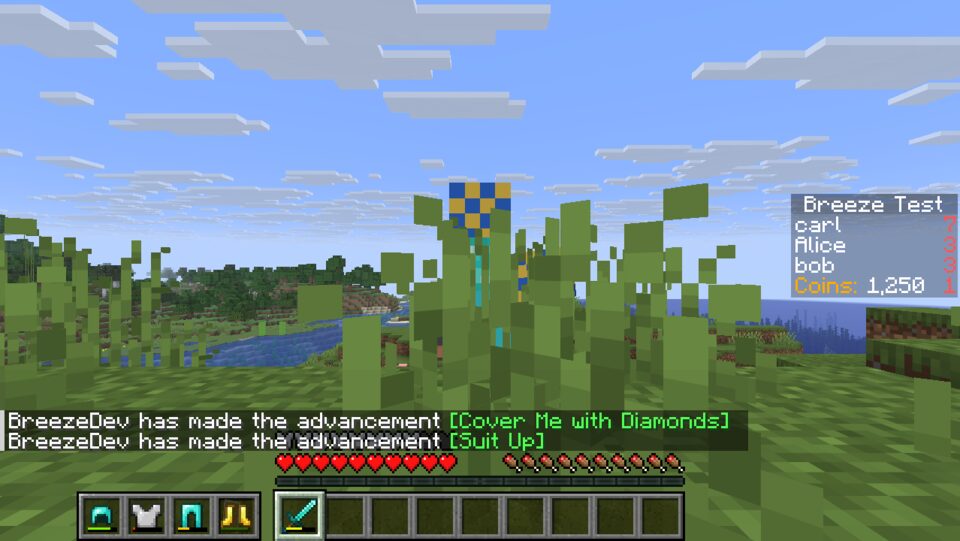 Breeze Test
carl 7
Alice 3
bob 3
Coins: 1,250 1
BreezeDev has made the advancement [Cover Me with Diamonds]
BreezeDev has made the advancement [Suit Up]